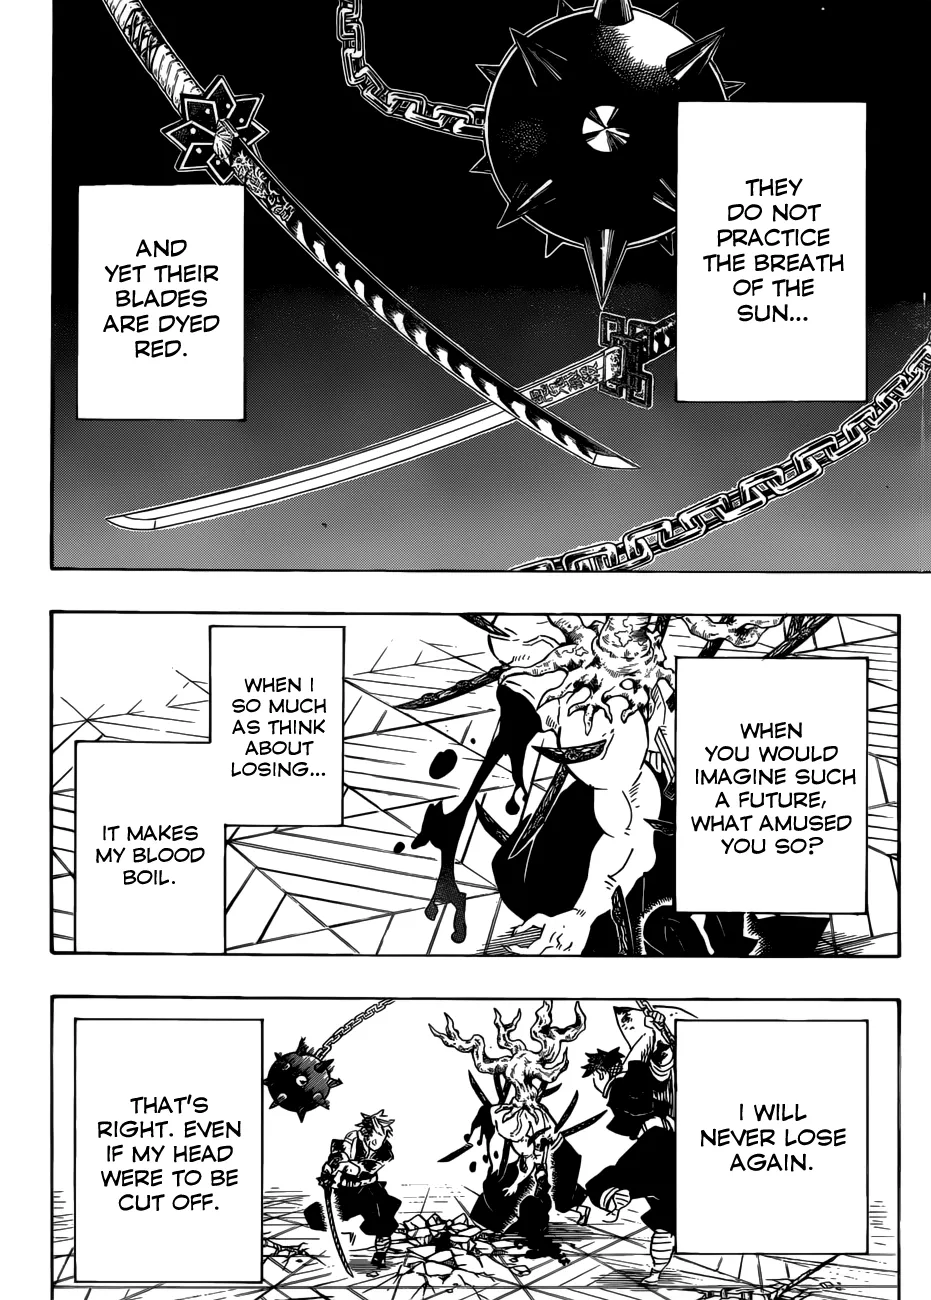 THEY
DO NOT
PRACTICE
THE BREATH
OF THE
SUN...
AND
YET THEIR
BLADES
ARE DYED
RED.
WHEN
YOU WOULD
IMAGINE SUCH
A FUTURE,
WHAT AMUSED
YOU SO?
WHEN I
SO MUCH
AS THINK
ABOUT
LOSING...
IT MAKES
MY BLOOD
BOIL.
I WILL
NEVER LOSE
AGAIN.
THAT'S
RIGHT. EVEN
IF MY HEAD
WERE TO BE
CUT OFF.